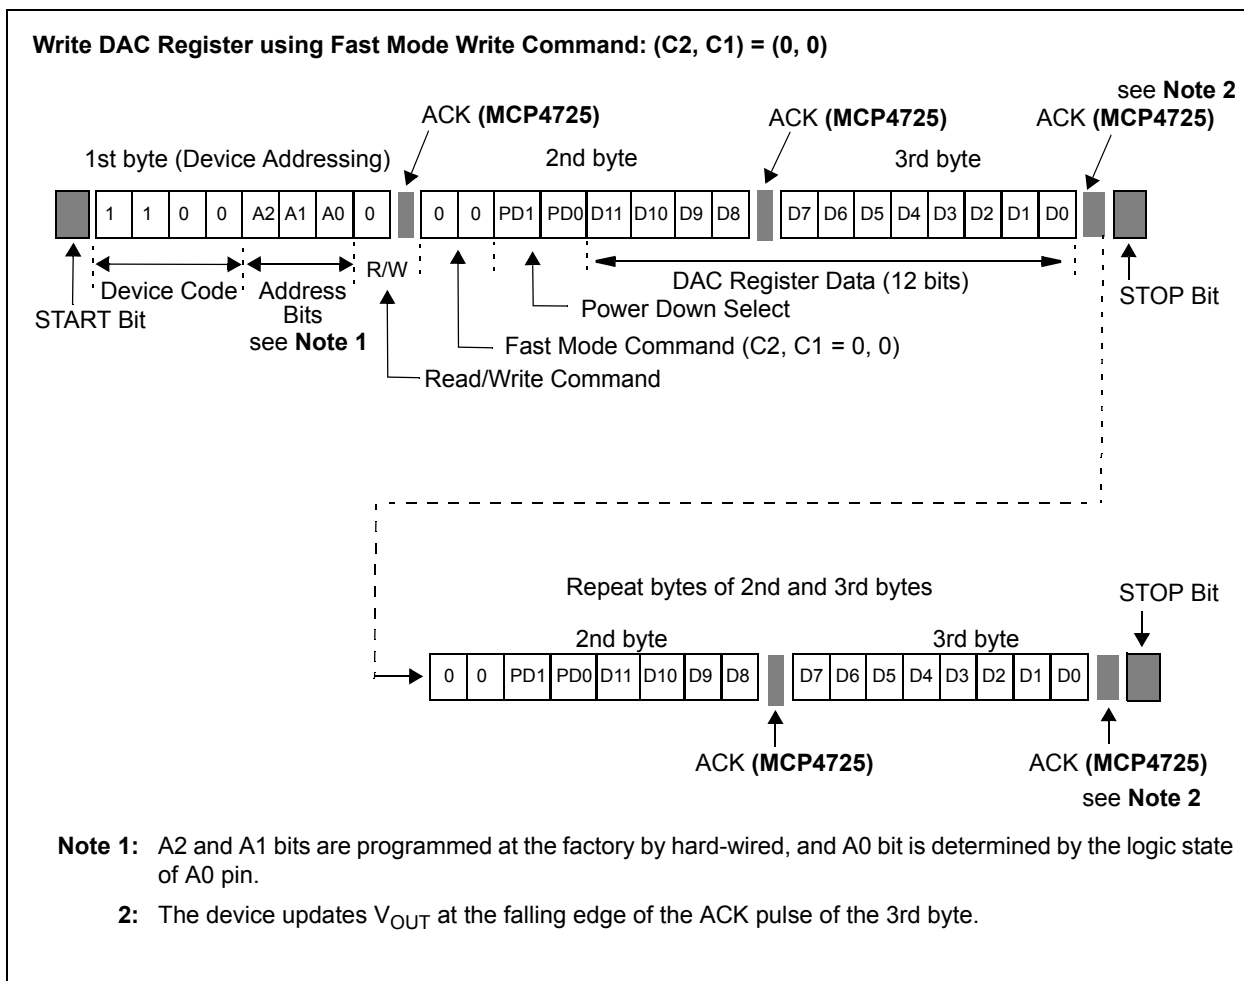 Write DAC Register using Fast Mode Write Command: (C2, C1) = (0, 0)
see Note 2
ACK (MCP4725)
ACK (MCP4725)
ACK (MCP4725)
1st byte (Device Addressing)
2nd byte
3rd byte
1 1 0 0 A2 A1 A0 0
0 0 PD1 PD0 D11 D10 D9 D8
D7 D6 D5 D4 D3 D2 D1 D0
R/W
DAC Register Data (12 bits)
Device Code
Address
Bits
see Note 1
START Bit
STOP Bit
Power Down Select
Fast Mode Command (C2, C1 = 0, 0)
Read/Write Command
Repeat bytes of 2nd and 3rd bytes
STOP Bit
2nd byte
3rd byte
0 0 PD1 PD0 D11 D10 D9 D8
D7 D6 D5 D4 D3 D2 D1 D0
ACK (MCP4725)
ACK (MCP4725)
see Note 2
Note 1: A2 and A1 bits are programmed at the factory by hard-wired, and A0 bit is determined by the logic state
of A0 pin.
2: The device updates VOUT at the falling edge of the ACK pulse of the 3rd byte.